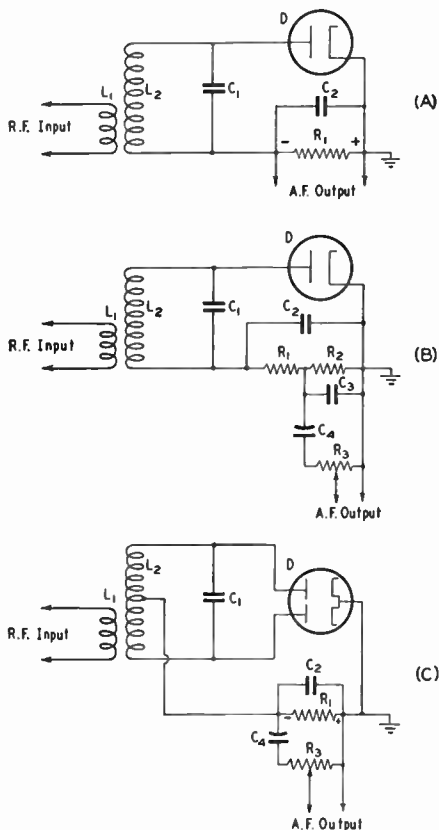 D
L₁
L₂
C₁
C₂
(A)
R.F. Input
- R₁ +
A.F. Output
D
L₁
L₂
C₁
C₂
(B)
R.F. Input
R₁
R₂
C₃
C₄
R₃
A.F. Output
D
L₂
L₁
C₁
R.F. Input
C₂
(C)
- R₁ +
C₄
R₃
A.F. Output